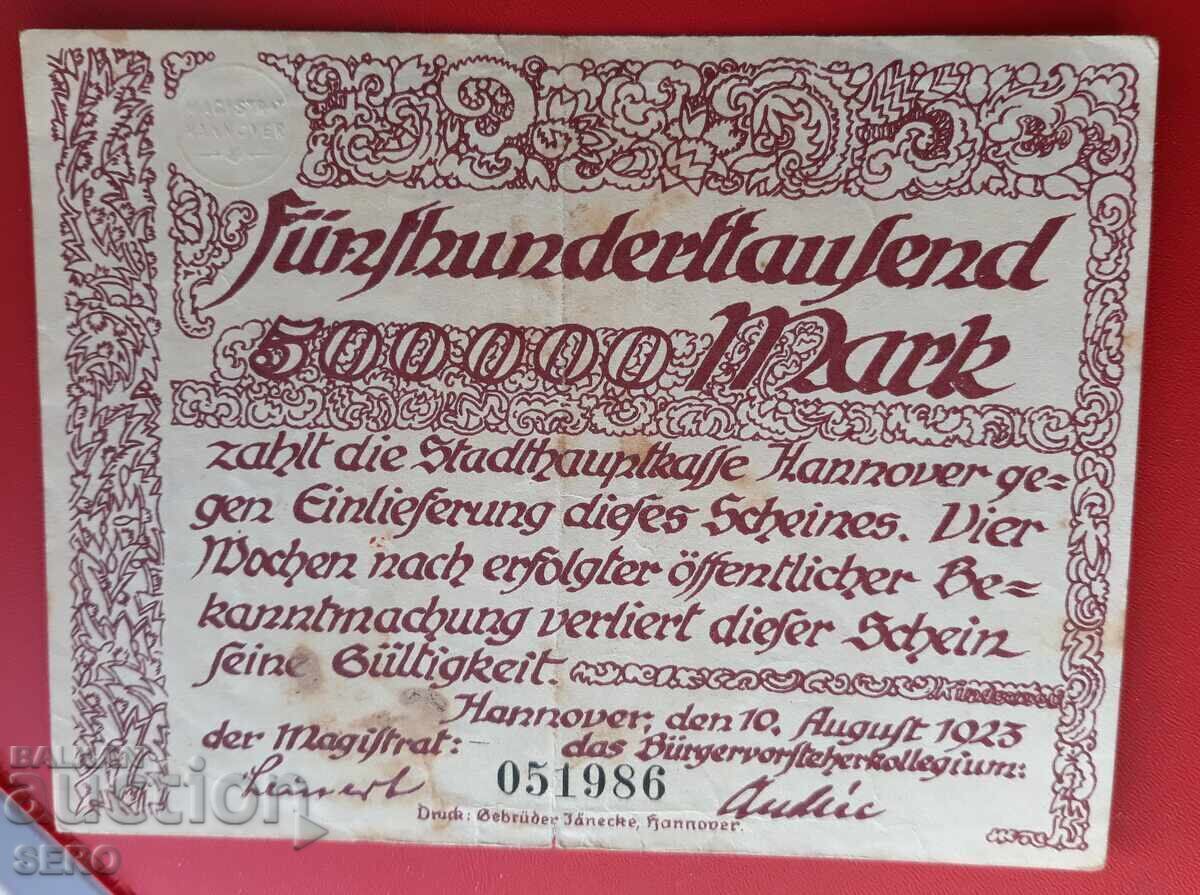 MAGISTRAT
HANNOVER
Fünfhunderttausend
500000 Mark
zahlt die Stadthauptkasse Hannover ge=
gen Einlieferung dieses Scheines. Vier
Wochen nach erfolgter öffentlicher Be=
kanntmachung verliert dieser Schein
seine Gültigkeit.
Hannover, den 10. August 1923
der Magistrat: das Bürgervorsteherkollegium:
051986
Druck: Gebrüder Jänecke, Hannover.
BALKAN
auction
SERO